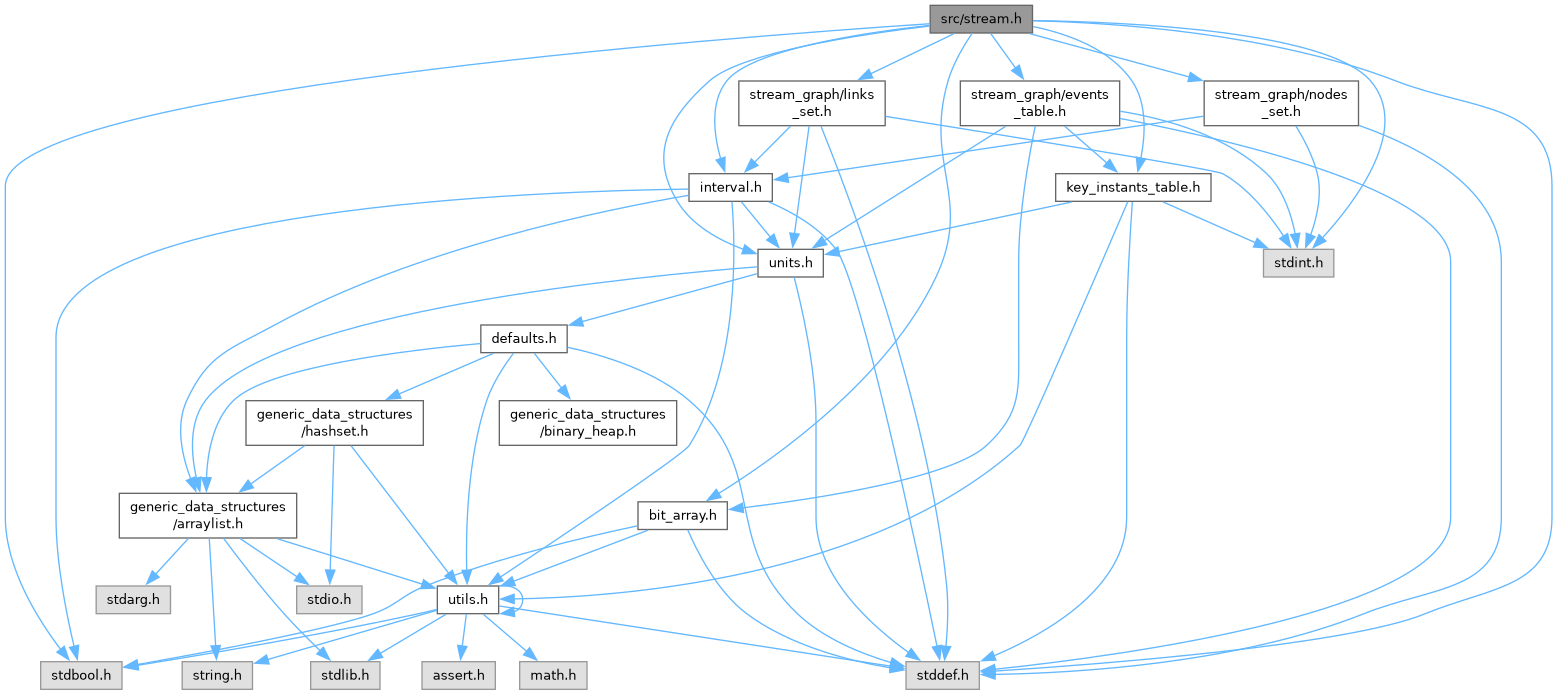 src/stream.h
stream_graph/links
_set.h
stream_graph/events
_table.h
stream_graph/nodes
_set.h
interval.h
key_instants_table.h
units.h
stdint.h
defaults.h
generic_data_structures
/hashset.h
generic_data_structures
/binary_heap.h
generic_data_structures
/arraylist.h
bit_array.h
stdarg.h
stdio.h
utils.h
stdbool.h
string.h
stdlib.h
assert.h
math.h
stddef.h